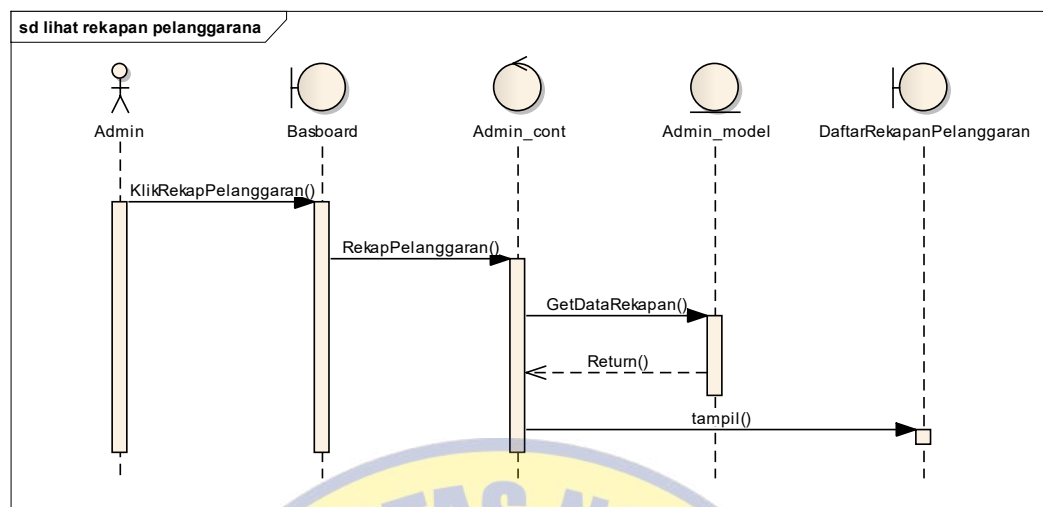 sd lihat rekapan pelanggarana
Admin
Basboard
Admin_cont
Admin_model
DaftarRekapanPelanggaran
KlikRekapPelanggaran()
RekapPelanggaran()
GetDataRekapan()
Return()
tampil()